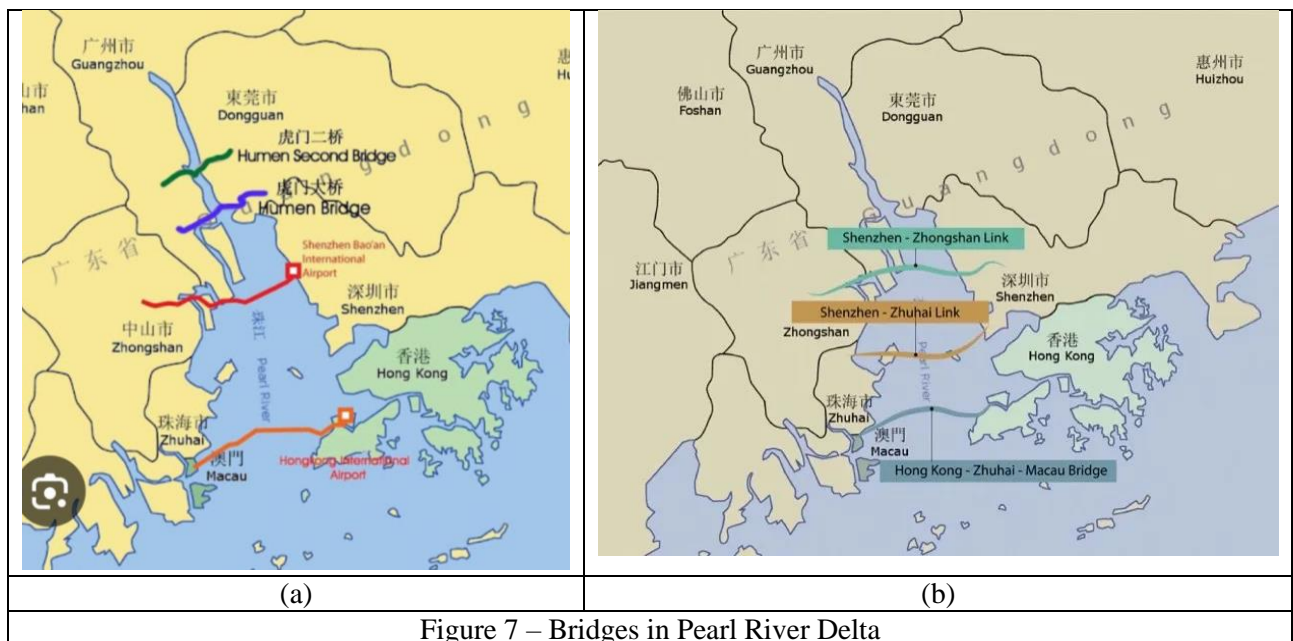 广州市
Guangzhou
東莞市
Dongguan
山市
han
虎门二桥
Humen Second Bridge
虎门大桥
Humen Bridge
Guangdong
广东省
Shenzhen Bao'an
International
Airport
深圳市
Shenzhen
中山市
Zhongshan
珠江
Pearl River
香港
Hong Kong
珠海市
Zhuhai
澳門
Macau
Hongkong International
Airport
惠
Hu
(a)
广州市
Guangzhou
惠州市
Huizhou
佛山市
Foshan
東莞市
Dongguan
Guangdong
广东省
Shenzhen - Zhongshan Link
江门市
Jiangmen
深圳市
Shenzhen
Shenzhen - Zhuhai Link
Zhongshan
Pearl River
香港
Hong Kong
珠海市
Zhuhai
澳門
Macau
Hong Kong - Zhuhai - Macau Bridge
(b)
Figure 7 – Bridges in Pearl River Delta